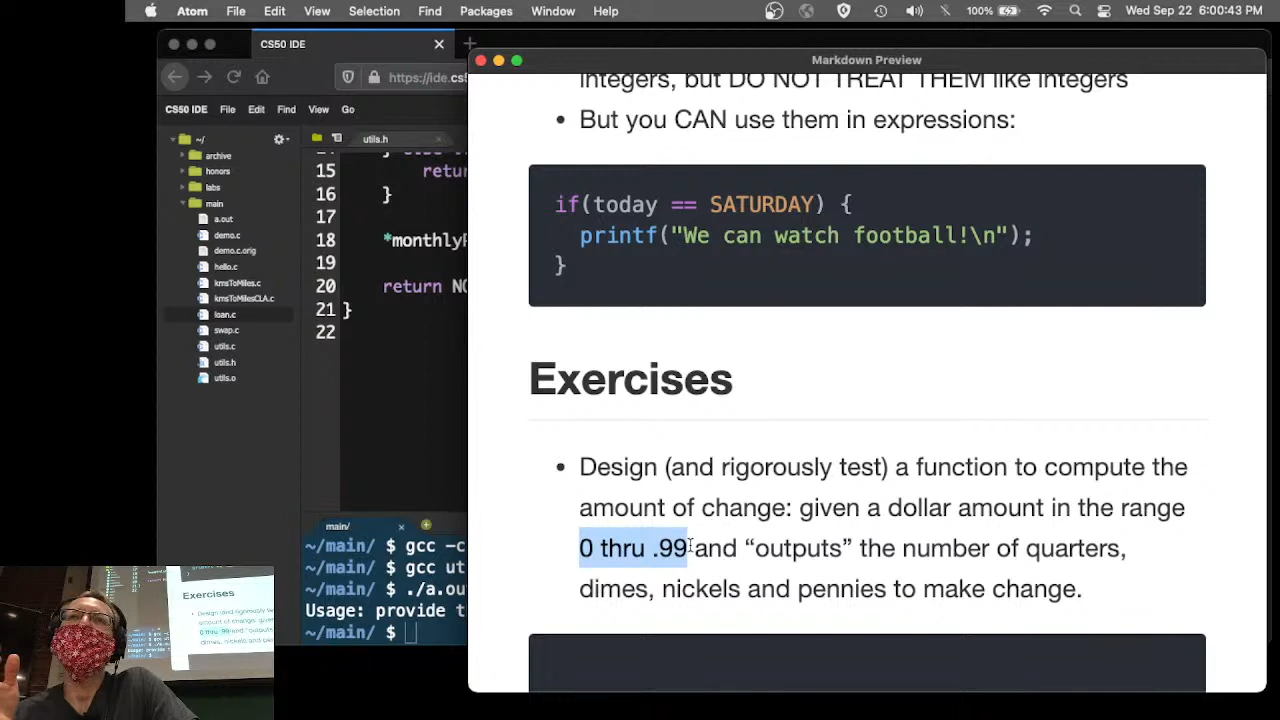 Atom File Edit View Selection Find Packages Window Help 100% Wed Sep 22 6:00:43 PM
CS50 IDE
https://ide.cs5
CS50 IDE File Edit Find View Go
~/
archive
honors
labs
main
a.out
demo.c
demo.c.orig
hello.c
kmsToMiles.c
kmsToMilesCLA.c
loan.c
swap.c
utils.c
utils.h
utils.o
utils.h
15 return
16 }
17
18 *monthlyP
19
20 return NO
21 }
22
main/
~/main/ $ gcc -c
~/main/ $ gcc ut
~/main/ $ ./a.ou
Usage: provide t
~/main/ $
Markdown Preview
integers, but DO NOT TREAT THEM like integers
• But you CAN use them in expressions:
if(today == SATURDAY) {
printf("We can watch football!\n");
}
Exercises
• Design (and rigorously test) a function to compute the
amount of change: given a dollar amount in the range
0 thru .99 and “outputs” the number of quarters,
dimes, nickels and pennies to make change.
Exercises